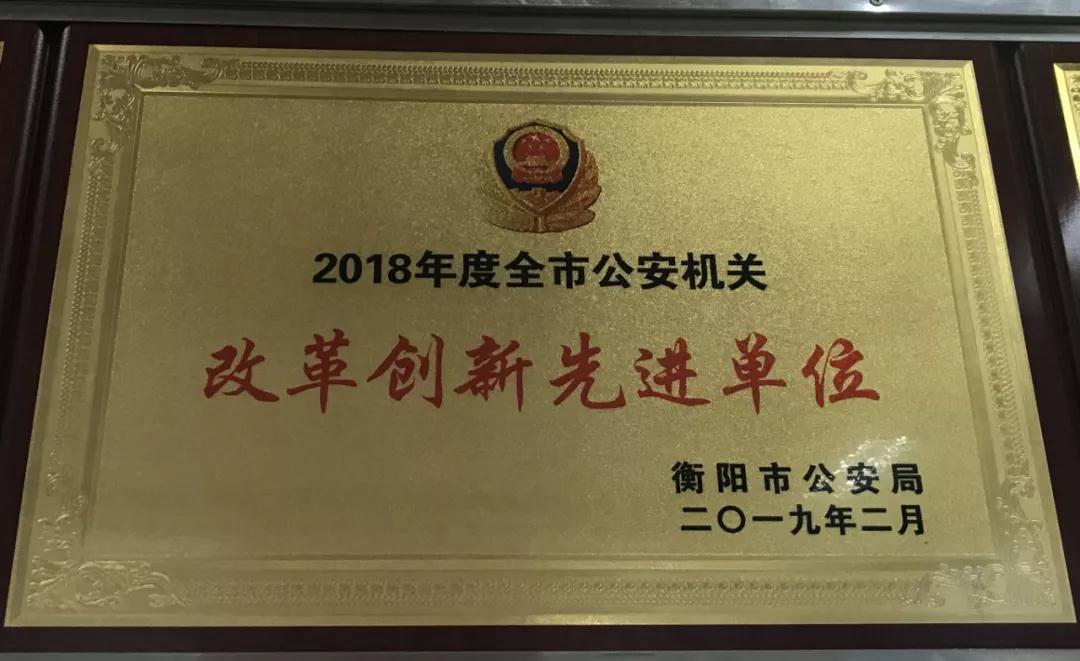 2018年度全市公安机关
改革创新先进单位
衡阳市公安局
二〇一九年二月